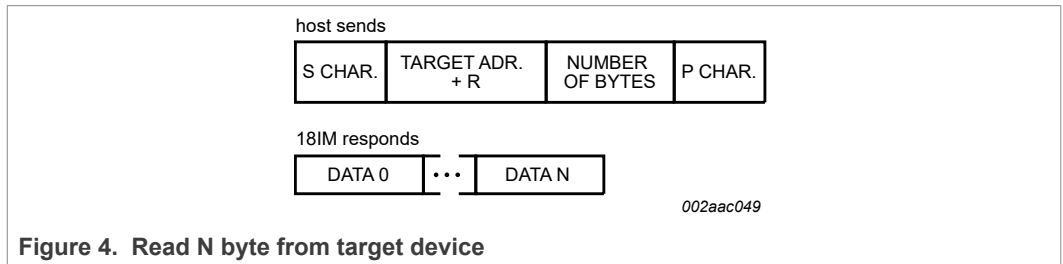 host sends
S CHAR.
TARGET ADR.
+ R
NUMBER
OF BYTES
P CHAR.
18IM responds
DATA 0
• • •
DATA N
002aac049
Figure 4. Read N byte from target device